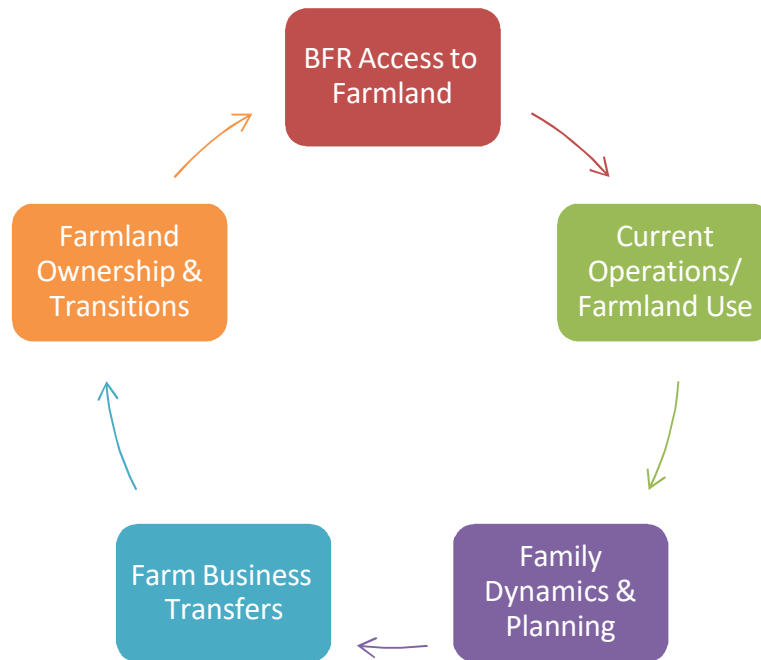 BFR Access to
Farmland
Current
Operations/
Farmland Use
Family
Dynamics &
Planning
Farm Business
Transfers
Farmland
Ownership &
Transitions